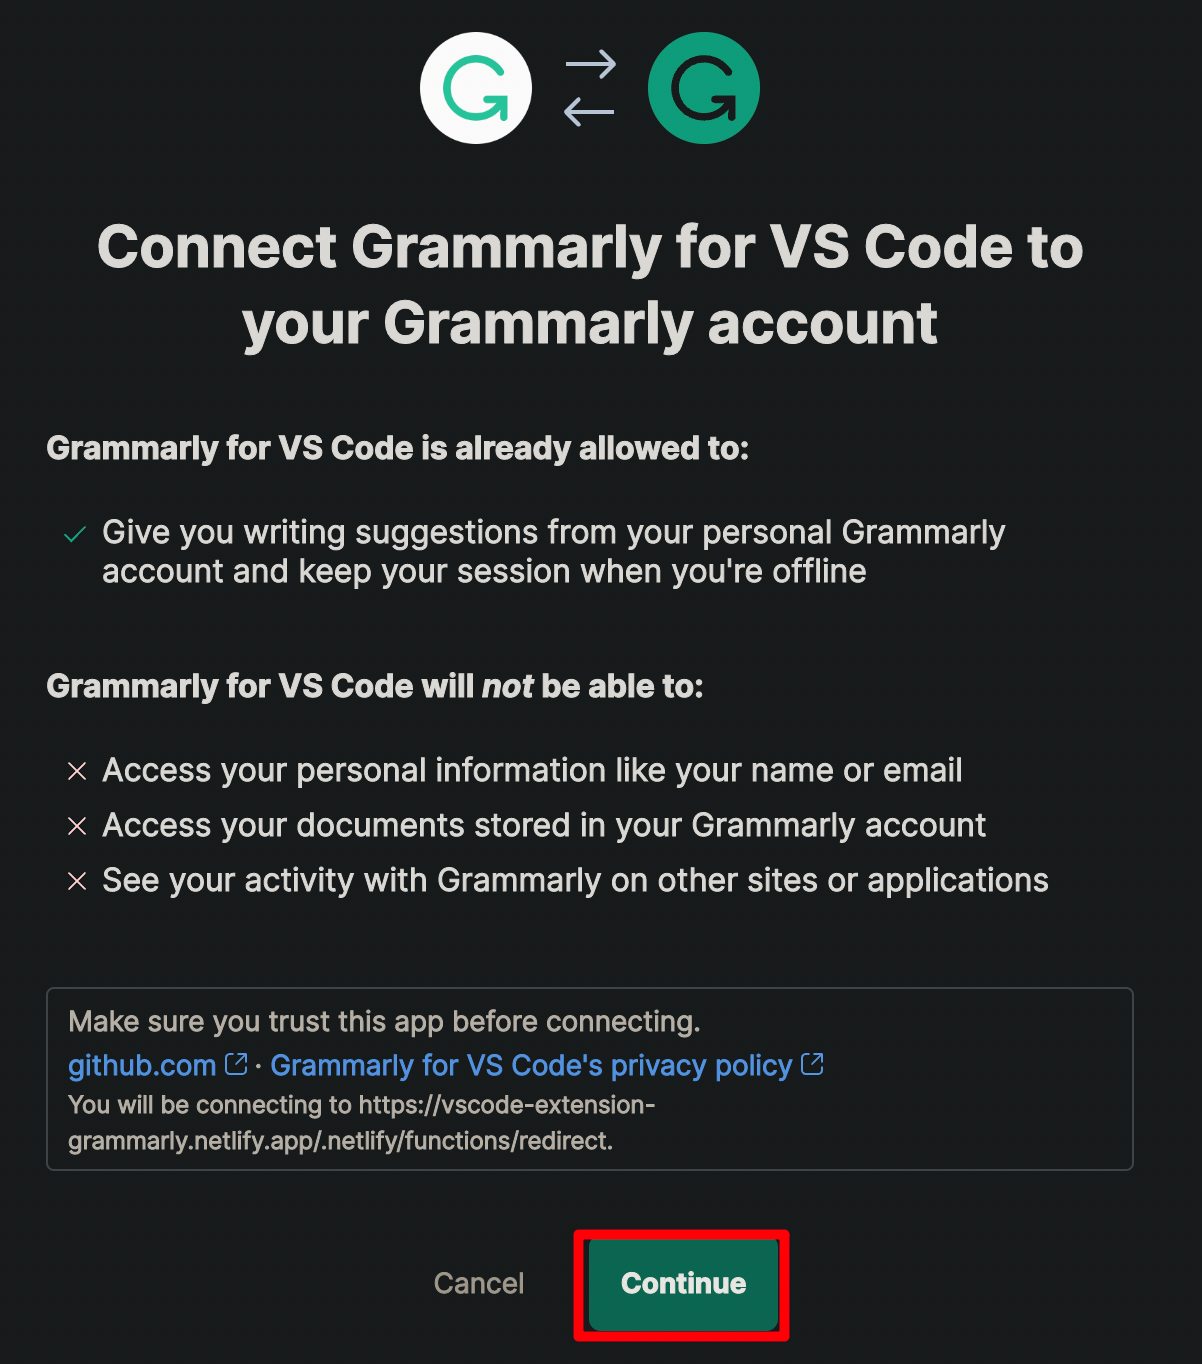 Connect Grammarly for VS Code to
your Grammarly account
Grammarly for VS Code is already allowed to:
Give you writing suggestions from your personal Grammarly
account and keep your session when you're offline
Grammarly for VS Code will not be able to:
Access your personal information like your name or email
Access your documents stored in your Grammarly account
See your activity with Grammarly on other sites or applications
Make sure you trust this app before connecting.
github.com · Grammarly for VS Code's privacy policy
You will be connecting to https://vscode-extension-
grammarly.netlify.app/.netlify/functions/redirect.
Cancel Continue